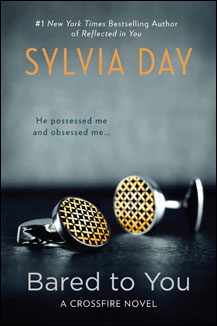 #1 New York Times Bestselling Author
of Reflected in You
SYLVIA DAY
He possessed me
and obsessed me...
Bared to You
A CROSSFIRE NOVEL